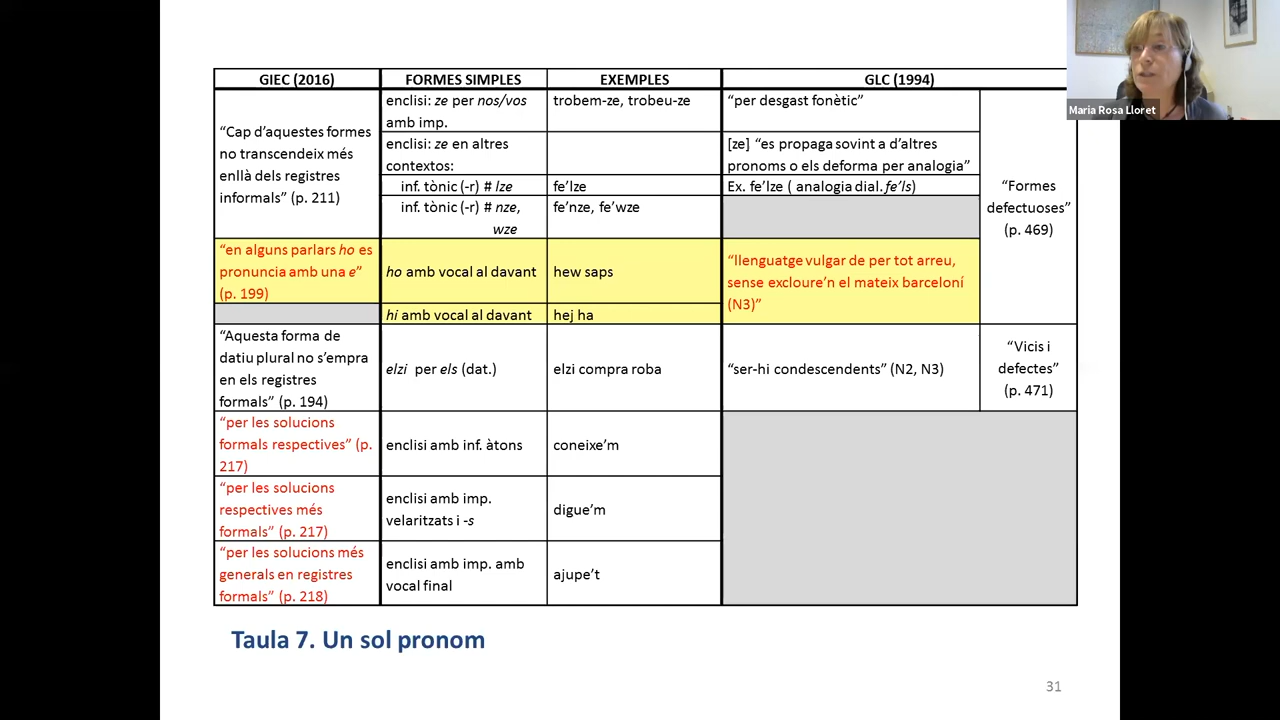 Maria Rosa Lloret
GIEC (2016) FORMES SIMPLES EXEMPLES GLC (1994)
“Cap d’aquestes formes
no transcendeix més
enllà dels registres
informals” (p. 211)
enclisi: ze per nos/vos
amb imp.
trobem-ze, trobeu-ze
“per desgast fonètic”
enclisi: ze en altres
contextos:
[ze] “es propaga sovint a d’altres
pronoms o els deforma per analogia”
inf. tònic (-r) # lze
fe’lze
Ex. fe’lze ( analogia dial. fe’ls)
inf. tònic (-r) # nze,
wze
fe’nze, fe’wze
“Formes
defectuoses”
(p. 469)
“en alguns parlars ho es
pronuncia amb una e”
(p. 199)
ho amb vocal al davant
hew saps
“llenguatge vulgar de per tot arreu,
sense excloure’n el mateix barceloní
(N3)”
hi amb vocal al davant
hej ha
“Aquesta forma de
datiu plural no s’empra
en els registres
formals” (p. 194)
elzi per els (dat.)
elzi compra roba
“ser-hi condescendents” (N2, N3)
“Vicis i
defectes”
(p. 471)
“per les solucions
formals respectives” (p.
217)
enclisi amb inf. àtons
coneixe’m
“per les solucions
respectives més
formals” (p. 217)
enclisi amb imp.
velaritzats i -s
digue’m
“per les solucions més
generals en registres
formals” (p. 218)
enclisi amb imp. amb
vocal final
ajupe’t
Taula 7. Un sol pronom
31